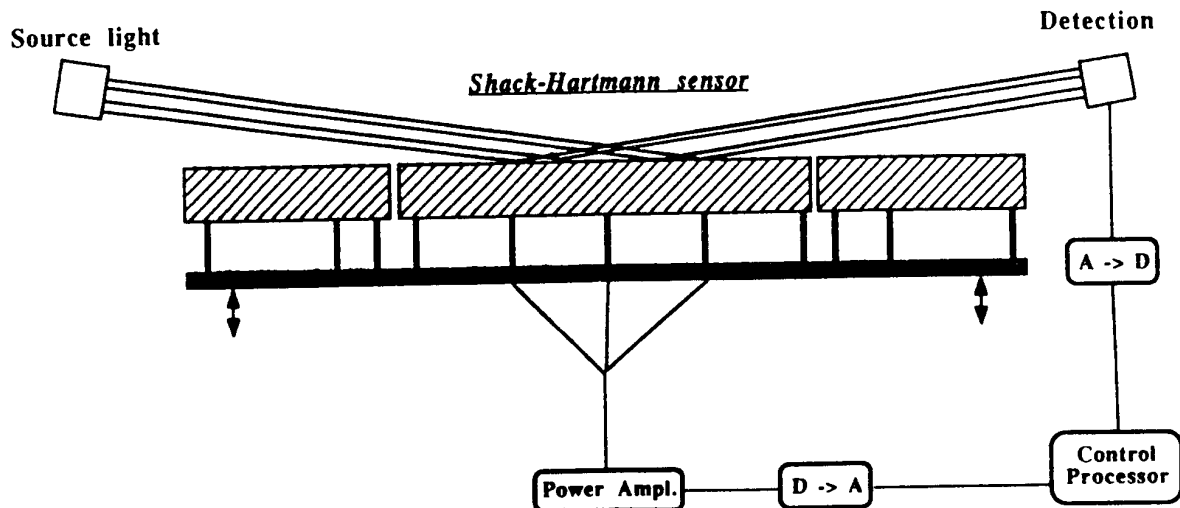 Source light
Detection
Shack-Hartmann sensor
A -> D
Control
Processor
Power Ampl.
D -> A